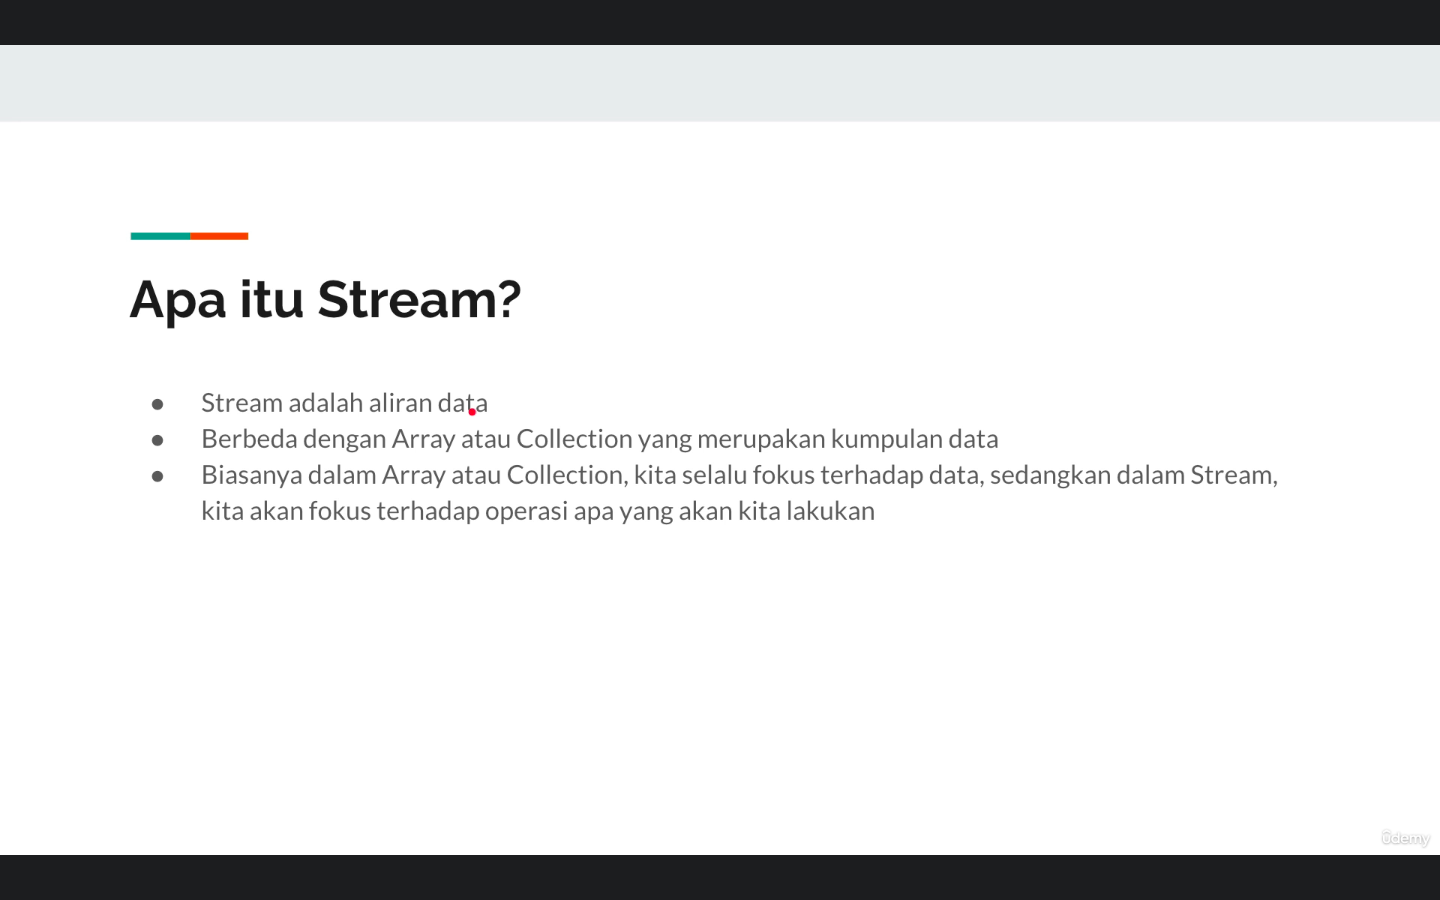 Apa itu Stream?
● Stream adalah aliran data
● Berbeda dengan Array atau Collection yang merupakan kumpulan data
● Biasanya dalam Array atau Collection, kita selalu fokus terhadap data, sedangkan dalam Stream,
kita akan fokus terhadap operasi apa yang akan kita lakukan
ûdemy